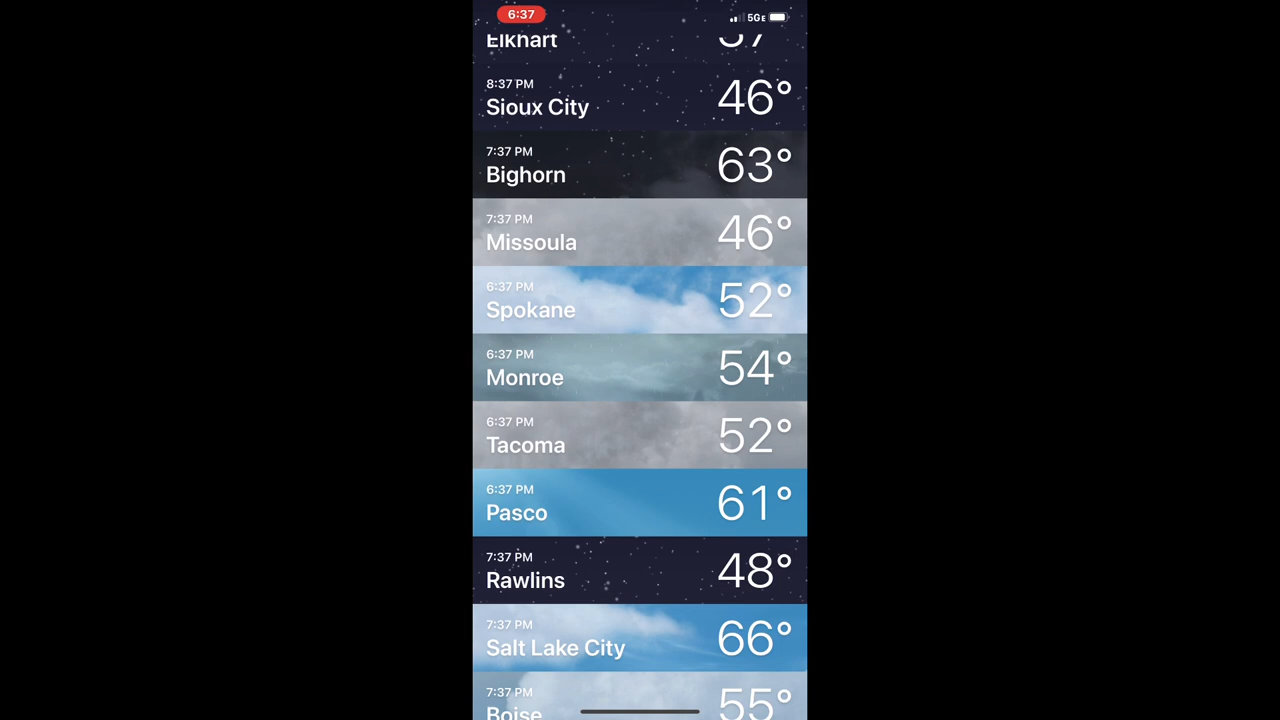 6:37
5GE
Elkhart
8:37 PM
Sioux City
46°
7:37 PM
Bighorn
63°
7:37 PM
Missoula
46°
6:37 PM
Spokane
52°
6:37 PM
Monroe
54°
6:37 PM
Tacoma
52°
6:37 PM
Pasco
61°
7:37 PM
Rawlins
48°
7:37 PM
Salt Lake City
66°
7:37 PM
Boise
55°